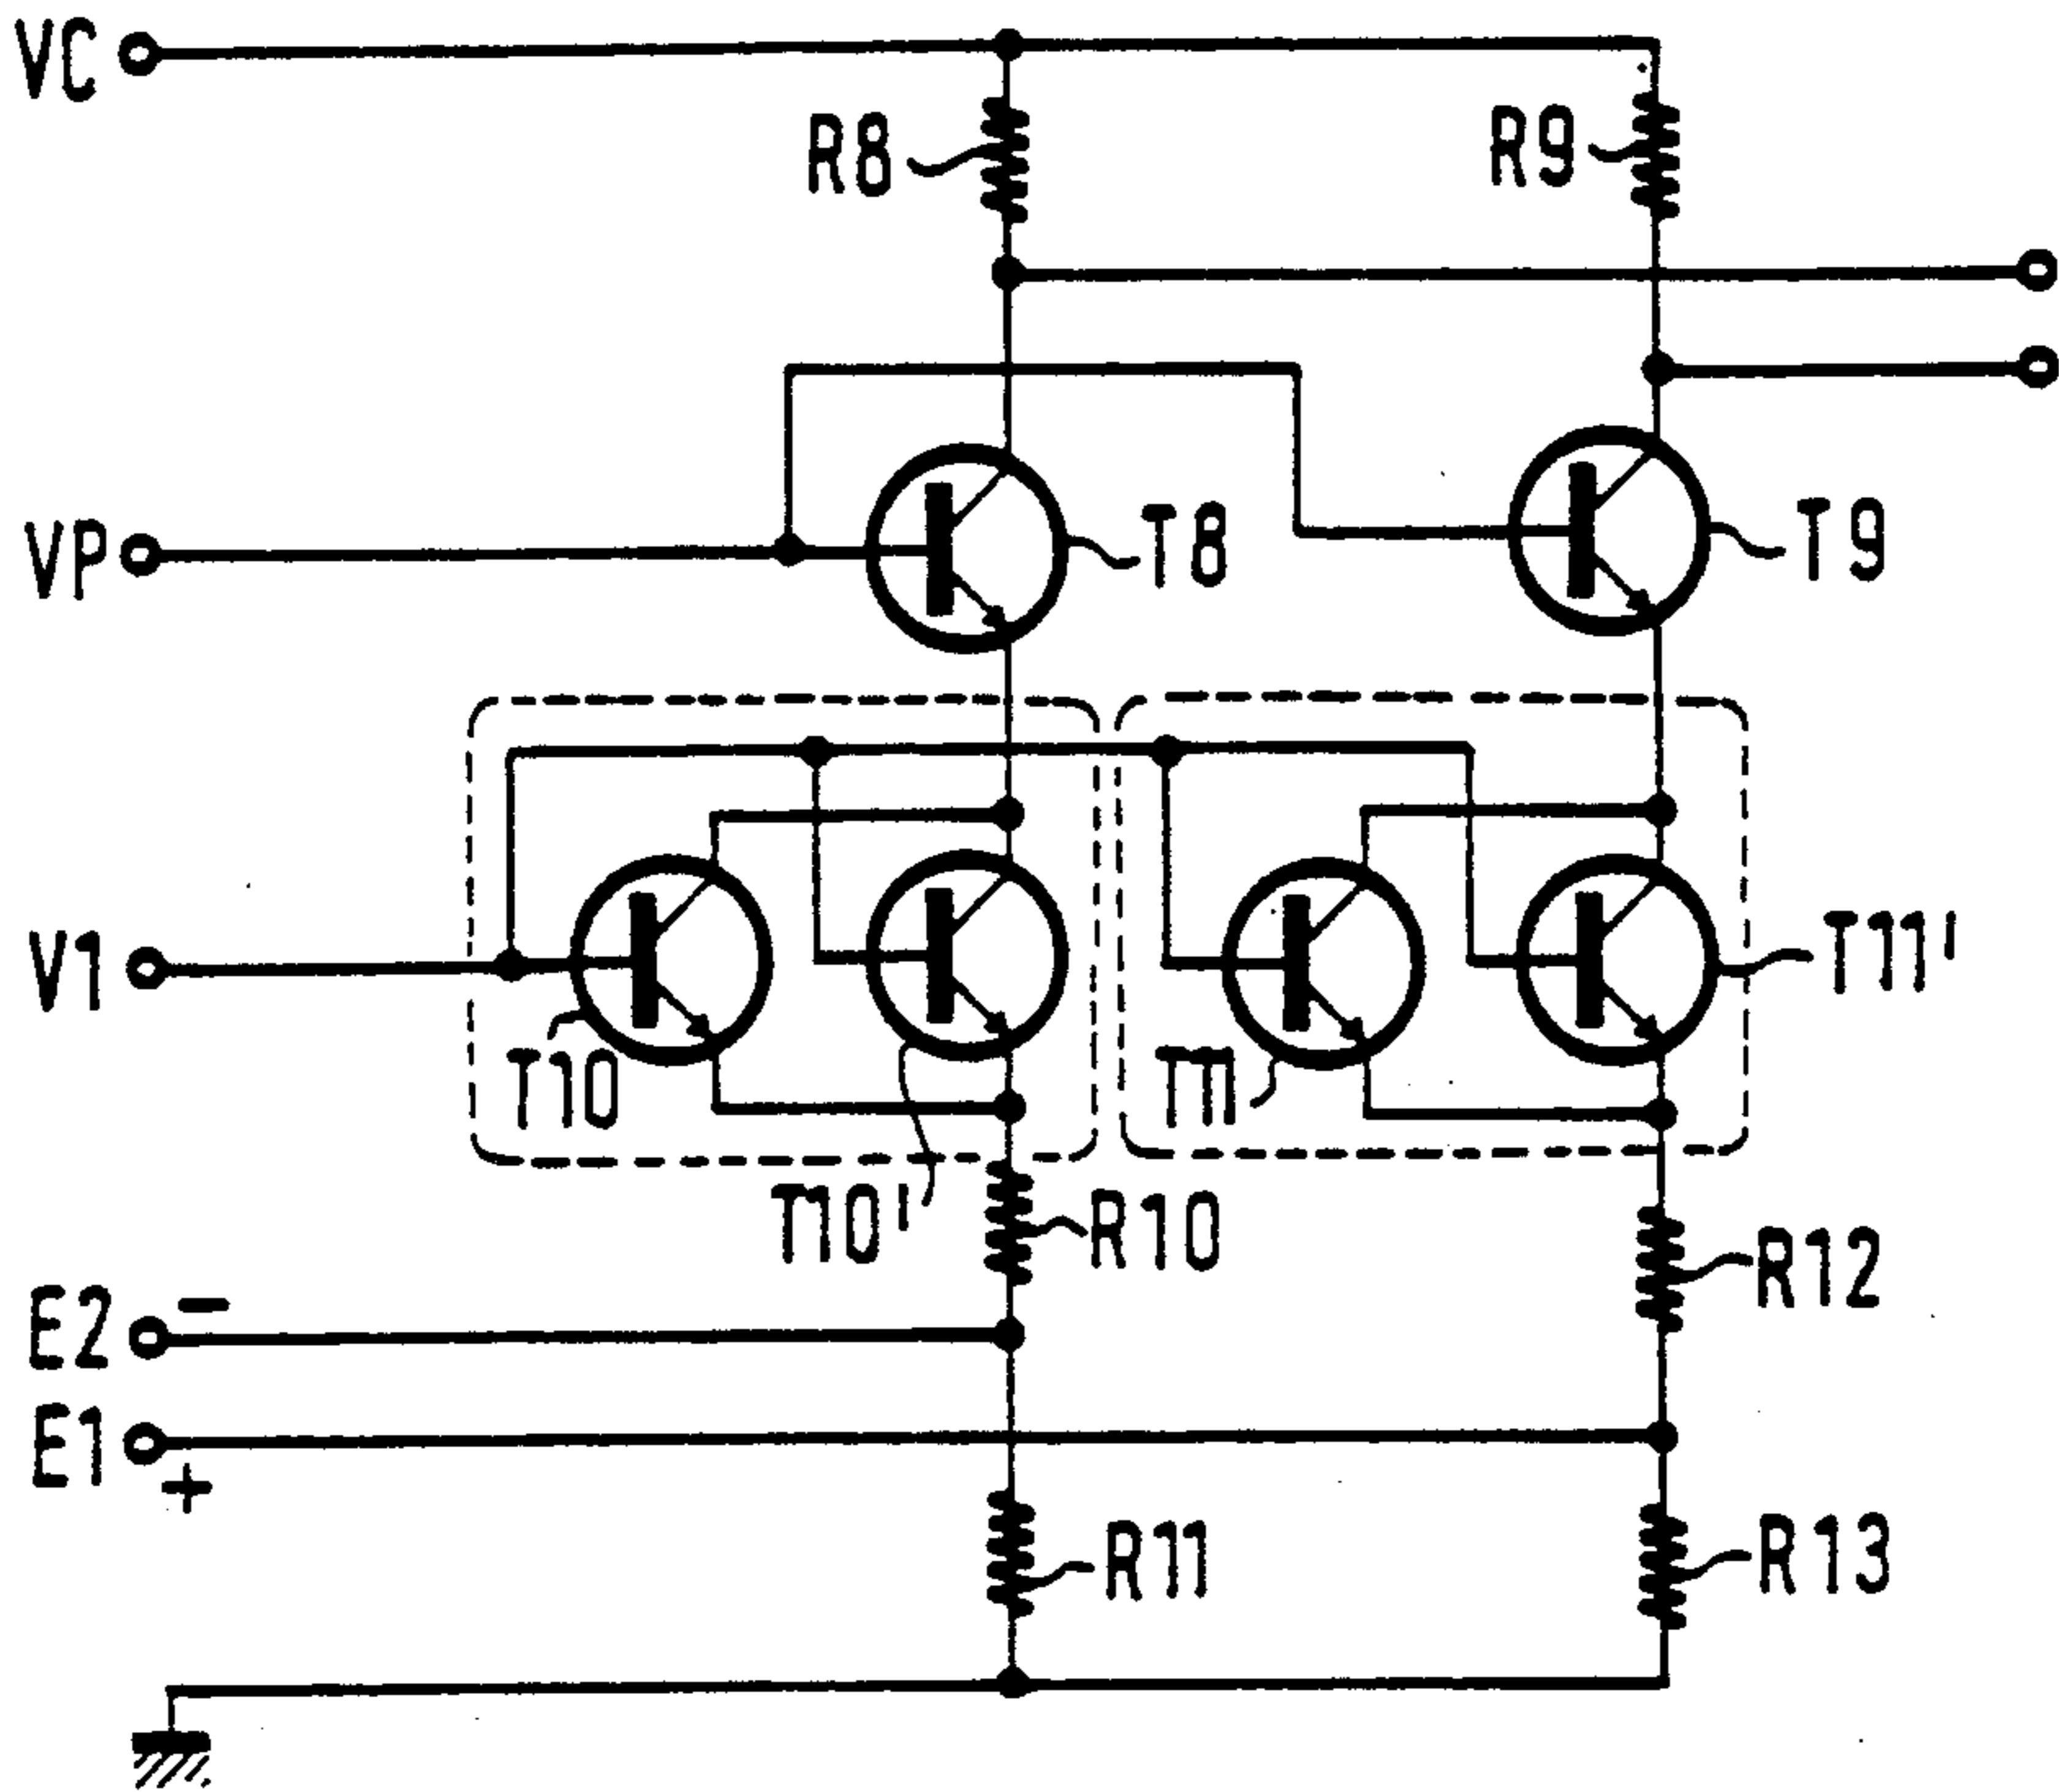 VC
R8
R9
VP
T8
T9
V1
T10
T11
T11'
T10'
R10
R12
E2 -
E1
+
R11
R13